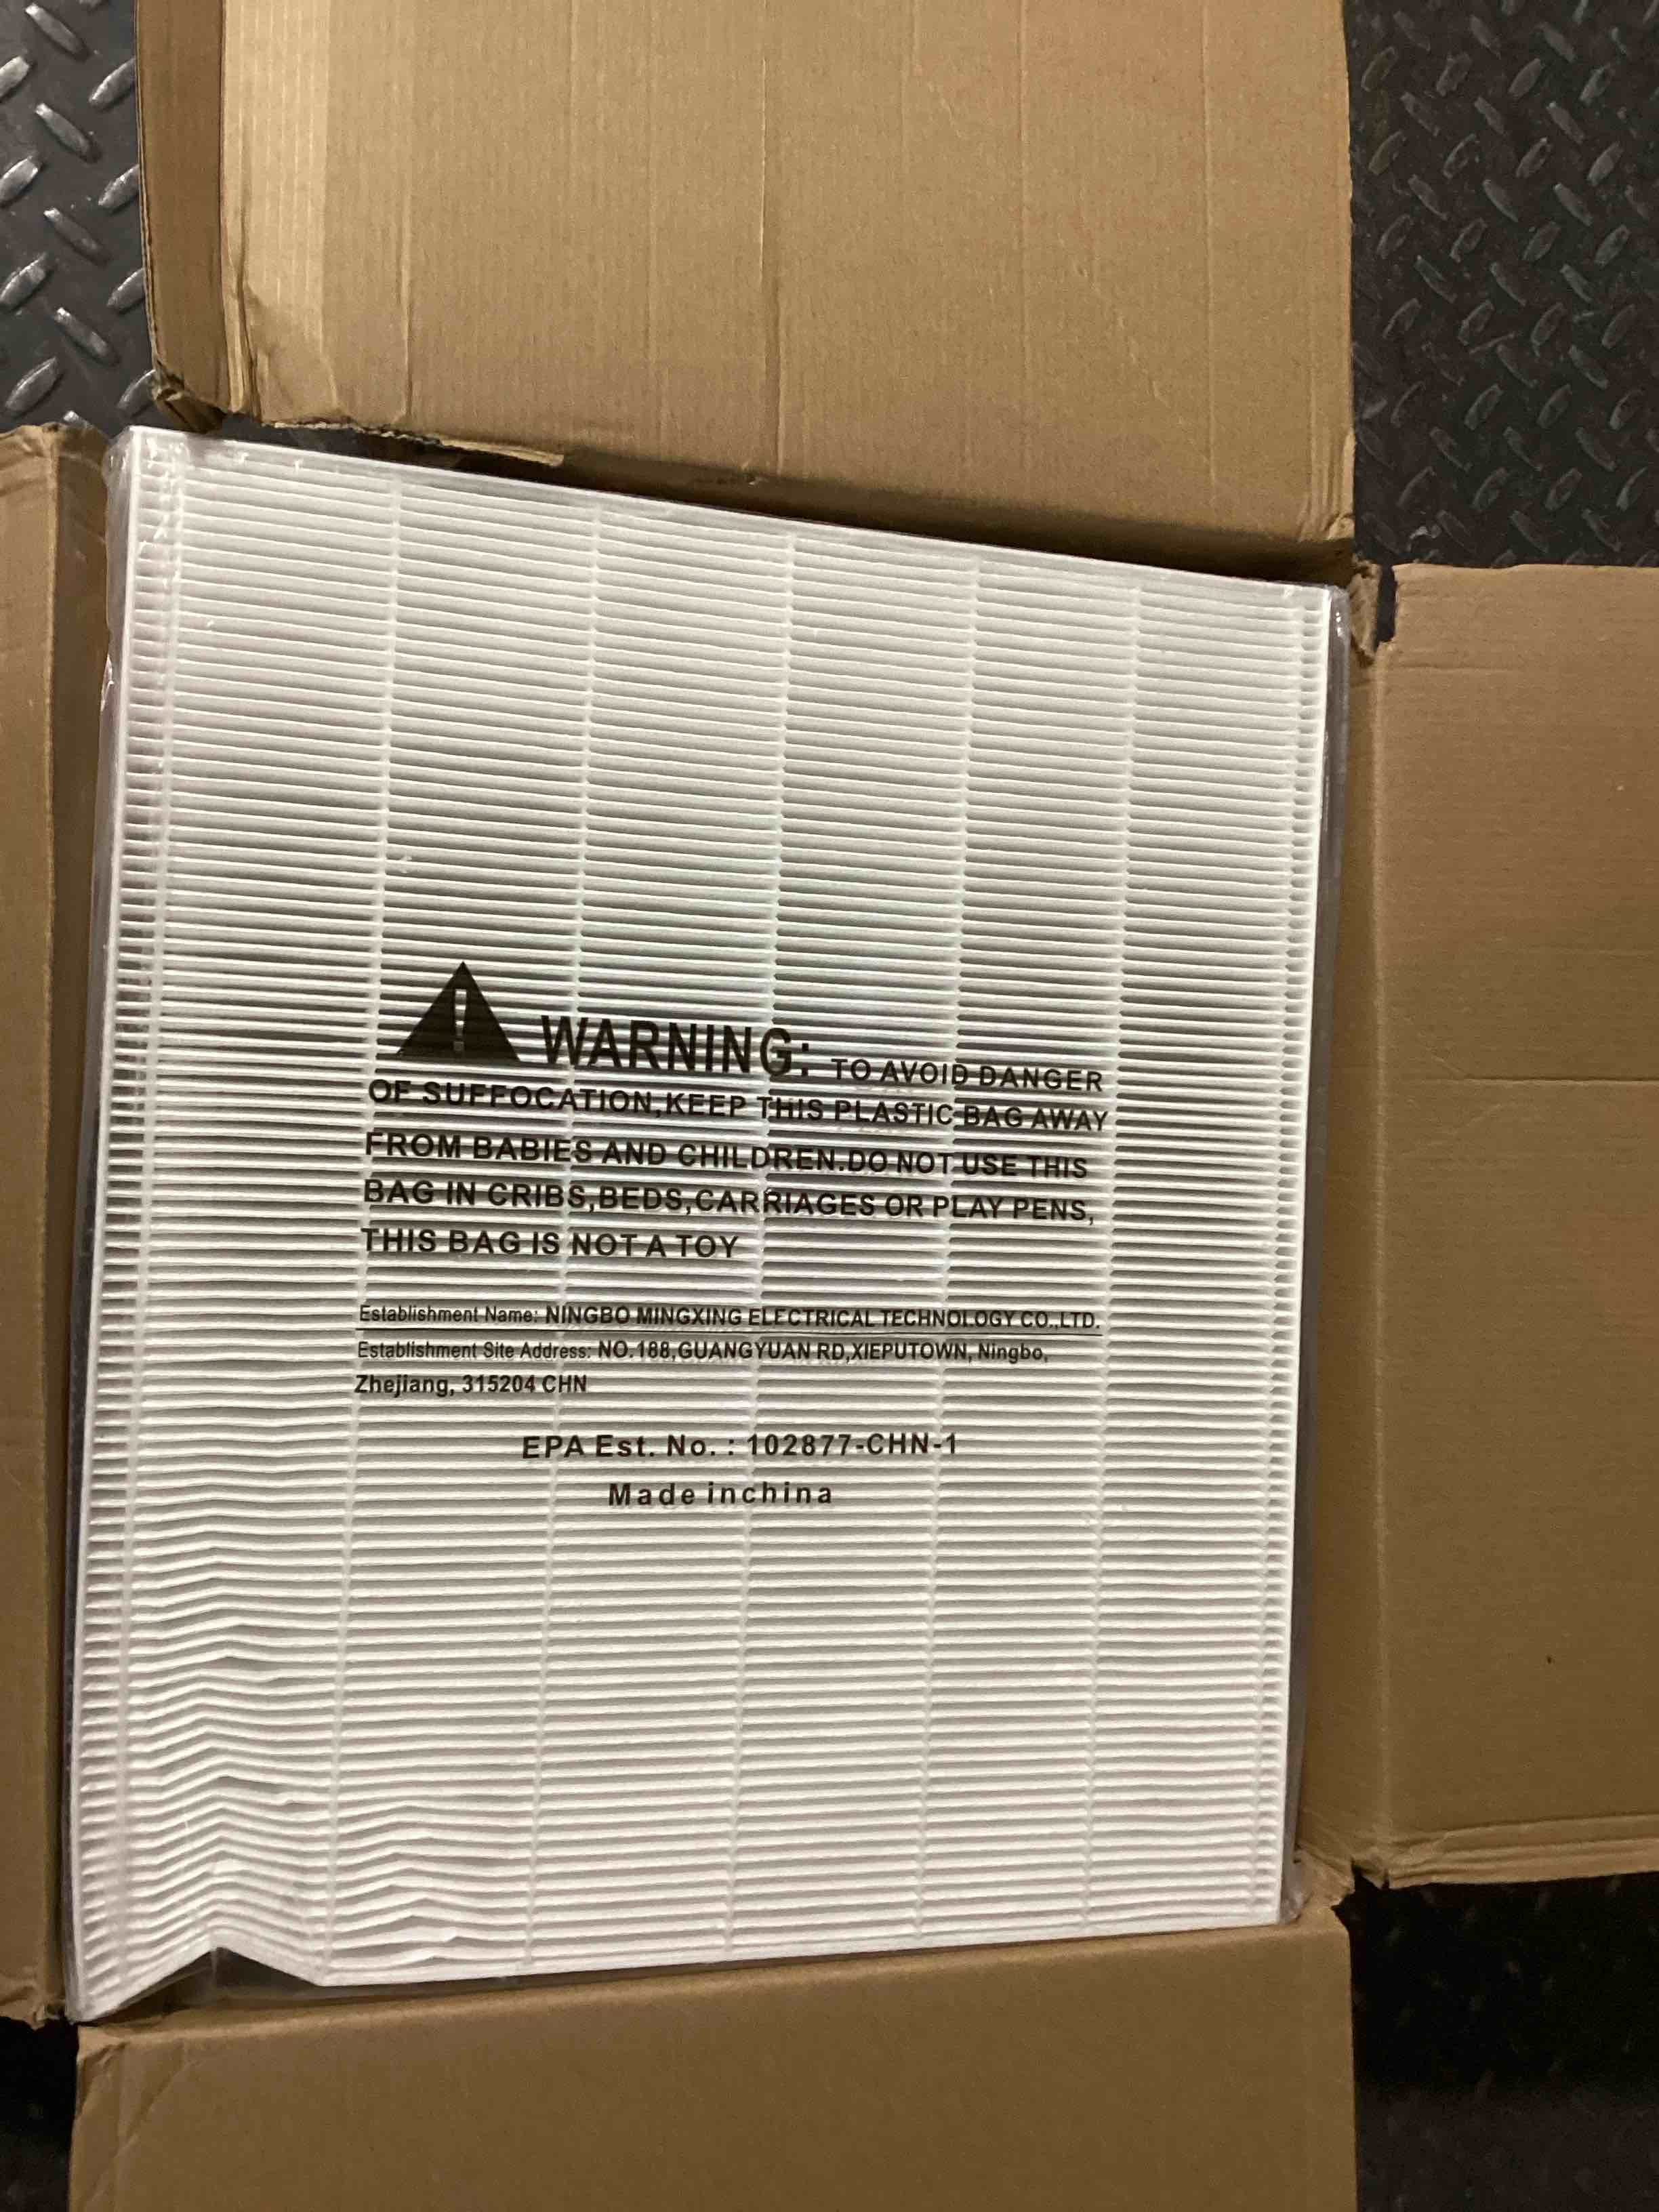 WARNING: TO AVOID DANGER
OF SUFFOCATION,KEEP THIS PLASTIC BAG AWAY
FROM BABIES AND CHILDREN.DO NOT USE THIS
BAG IN CRIBS,BEDS,CARRIAGES OR PLAY PENS,
THIS BAG IS NOT A TOY
Establishment Name: NINGBO MINGXING ELECTRICAL TECHNOLOGY CO.,LTD.
Establishment Site Address: NO.188,GUANGYUAN RD,XIEPUTOWN, Ningbo,
Zhejiang, 315204 CHN
EPA Est. No. : 102877-CHN-1
Made inchina